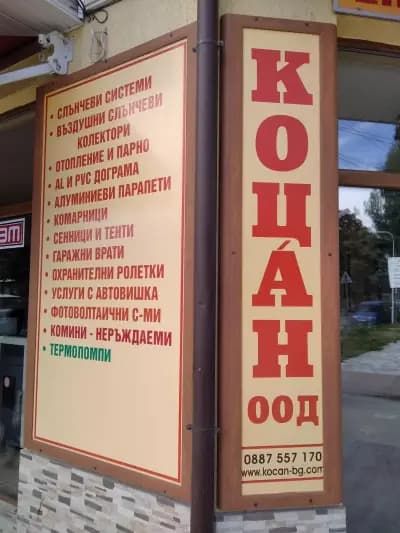 • СЛЪНЧЕВИ СИСТЕМИ
• ВЪЗДУШНИ СЛЪНЧЕВИ
КОЛЕКТОРИ
• ОТОПЛЕНИЕ И ПАРНО
• AL И PVC ДОГРАМА
• АЛУМИНИЕВИ ПАРАПЕТИ
• КОМАРНИЦИ
• СЕННИЦИ И ТЕНТИ
• ГАРАЖНИ ВРАТИ
• ОХРАНИТЕЛНИ РОЛЕТКИ
• УСЛУГИ С АВТОВИШКА
• ФОТОВОЛТАИЧНИ С-МИ
• КОМИНИ - НЕРЪЖДАЕМИ
• ТЕРМОПОМПИ
КОЦА́Н
ООД
0887 557 170
www.kocan-bg.com